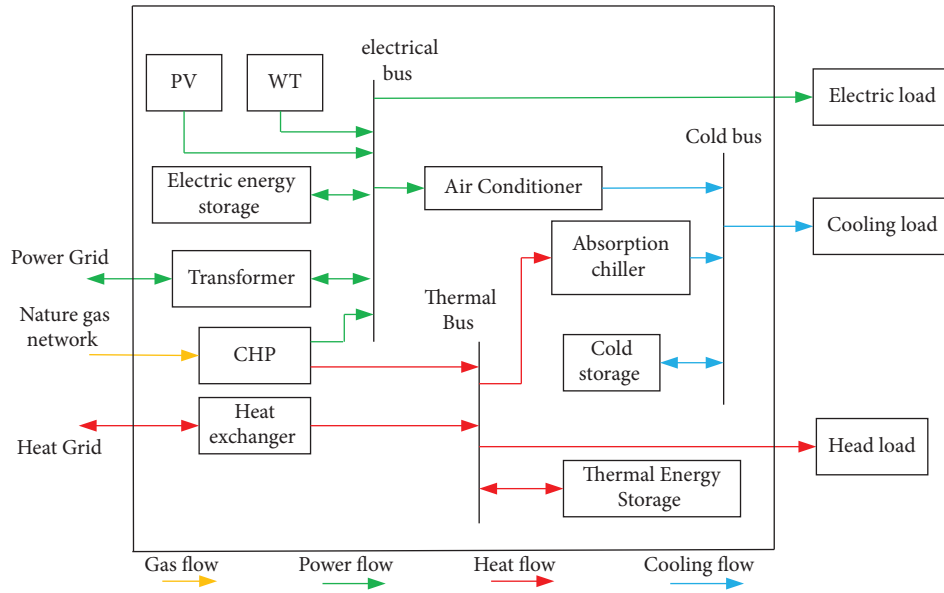 electrical
bus
PV
WT
Electric load
Cold bus
Electric energy
storage
Air Conditioner
Cooling load
Absorption
chiller
Power Grid
Transformer
Thermal
Bus
Nature gas
network
CHP
Cold
storage
Heat
exchanger
Heat Grid
Head load
Thermal Energy
Storage
Gas flow
Power flow
Heat flow
Cooling flow